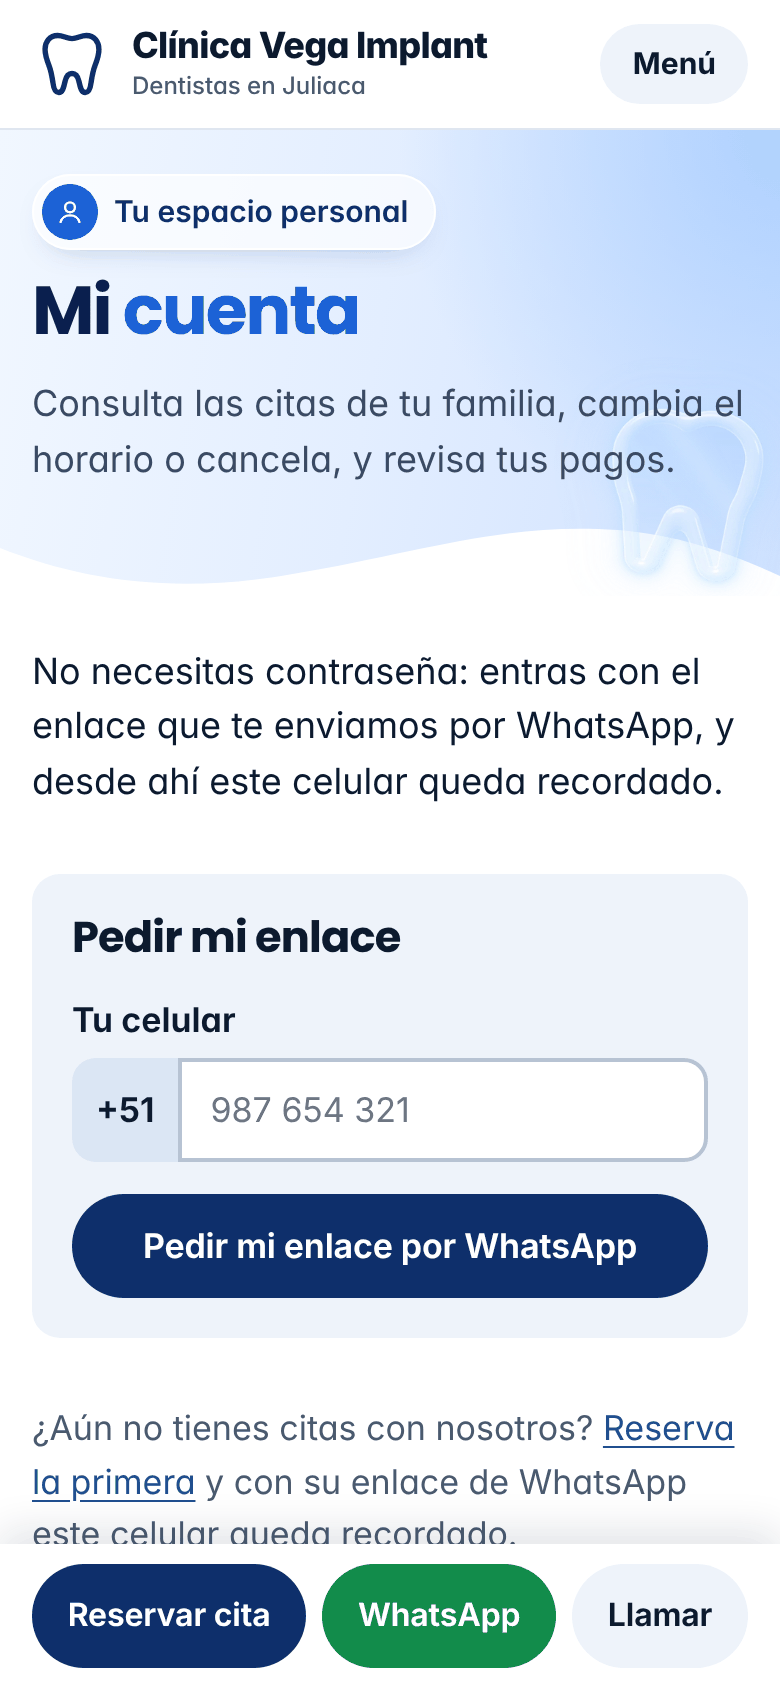 Clínica Vega Implant
Dentistas en Juliaca
Menú
Tu espacio personal
Mi cuenta
Consulta las citas de tu familia, cambia el
horario o cancela, y revisa tus pagos.
No necesitas contraseña: entras con el
enlace que te enviamos por WhatsApp, y
desde ahí este celular queda recordado.
Pedir mi enlace
Tu celular
+51 987 654 321
Pedir mi enlace por WhatsApp
¿Aún no tienes citas con nosotros? Reserva
la primera y con su enlace de WhatsApp
este celular queda recordado.
Reservar cita
WhatsApp
Llamar